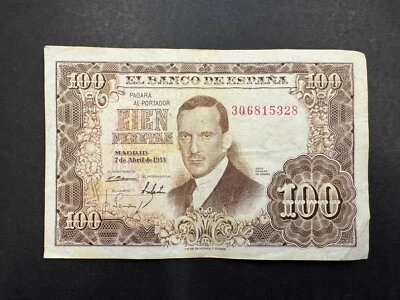 100
EL BANCO DE ESPAÑA
100
PAGARÁ
AL PORTADOR
3Q6815328
CIEN
PESETAS
MADRID
7 de Abril de 1953
100
100